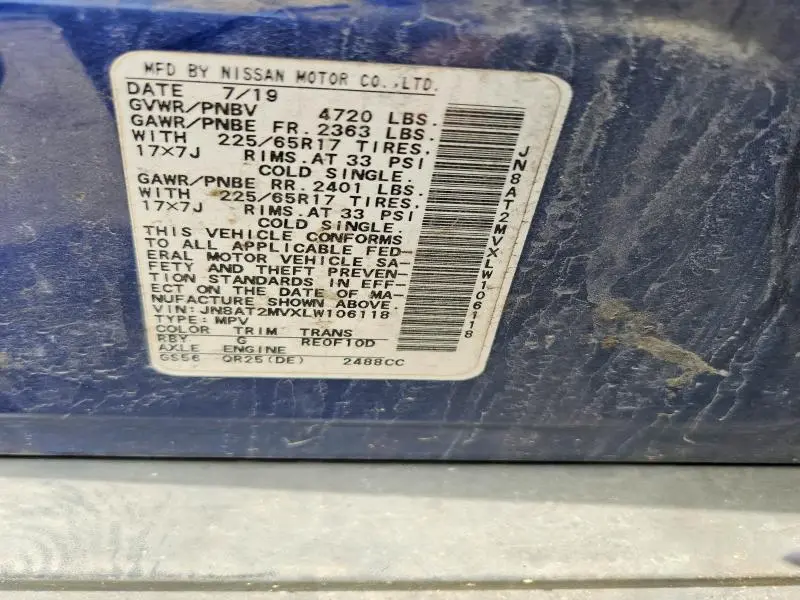 MFD BY NISSAN MOTOR CO.,LTD.
DATE 7/19
GVWR/PNBV 4720 LBS.
GAWR/PNBE FR. 2363 LBS.
WITH 225/65R17 TIRES.
17×7J RIMS.AT 33 PSI
COLD SINGLE.
GAWR/PNBE RR. 2401 LBS.
WITH 225/65R17 TIRES.
17×7J RIMS.AT 33 PSI
COLD SINGLE.
THIS VEHICLE CONFORMS
TO ALL APPLICABLE FED-
ERAL MOTOR VEHICLE SA-
FETY AND THEFT PREVEN-
TION STANDARDS IN EFF-
ECT ON THE DATE OF MA-
NUFACTURE SHOWN ABOVE.
VIN: JN8AT2MVXLW106118
TYPE: MPV
COLOR TRIM TRANS
RBY G RE0F10D
AXLE ENGINE
GS56 QR25(DE) 2488CC
JN8AT2MVXLW106118